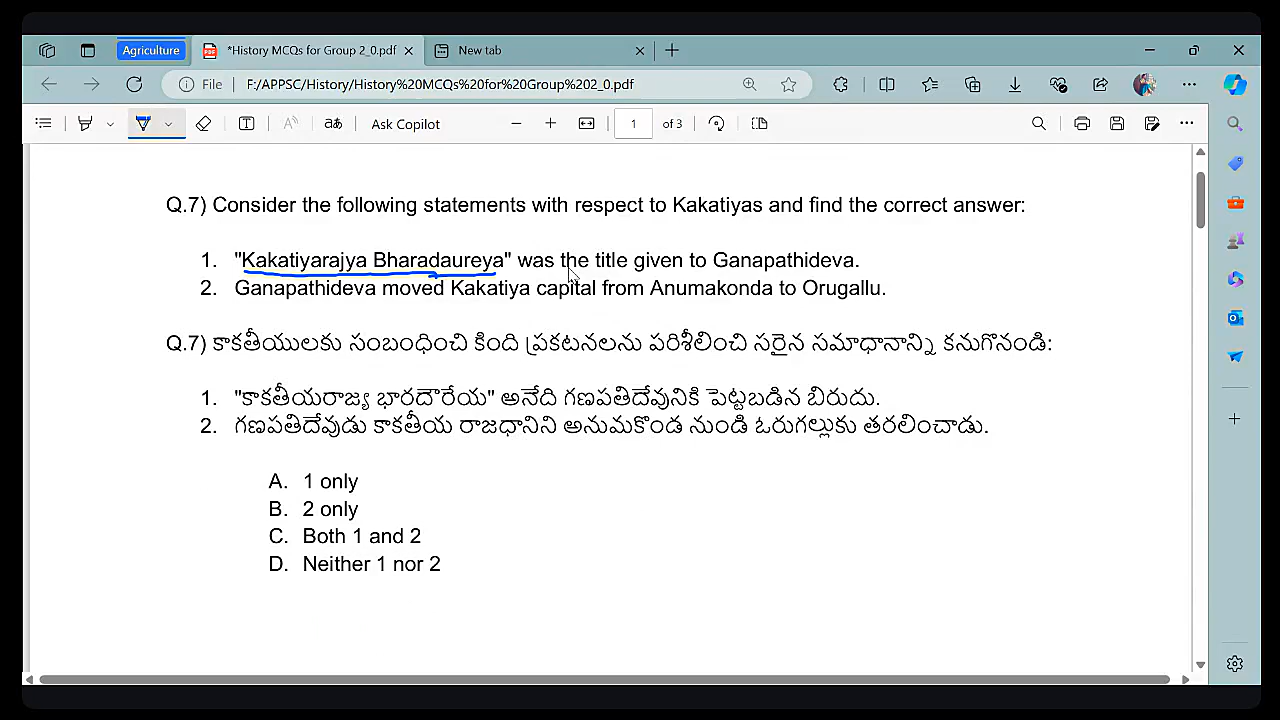 Agriculture
*History MCQs for Group 2_0.pdf
New tab
File F:/APPSC/History/History%20MCQs%20for%20Group%202_0.pdf
Ask Copilot
1 of 3
Q.7) Consider the following statements with respect to Kakatiyas and find the correct answer:
1. "Kakatiyarajya Bharadaureya" was the title given to Ganapathideva.
2. Ganapathideva moved Kakatiya capital from Anumakonda to Orugallu.
Q.7) కాకతీయులకు సంబంధించి కింది ప్రకటనలను పరిశీలించి సరైన సమాధానాన్ని కనుగొనండి:
1. "కాకతీయరాజ్య భారదౌరేయ" అనేది గణపతిదేవునికి పెట్టబడిన బిరుదు.
2. గణపతిదేవుడు కాకతీయ రాజధానిని అనుమకొండ నుండి ఓరుగల్లుకు తరలించాడు.
A. 1 only
B. 2 only
C. Both 1 and 2
D. Neither 1 nor 2